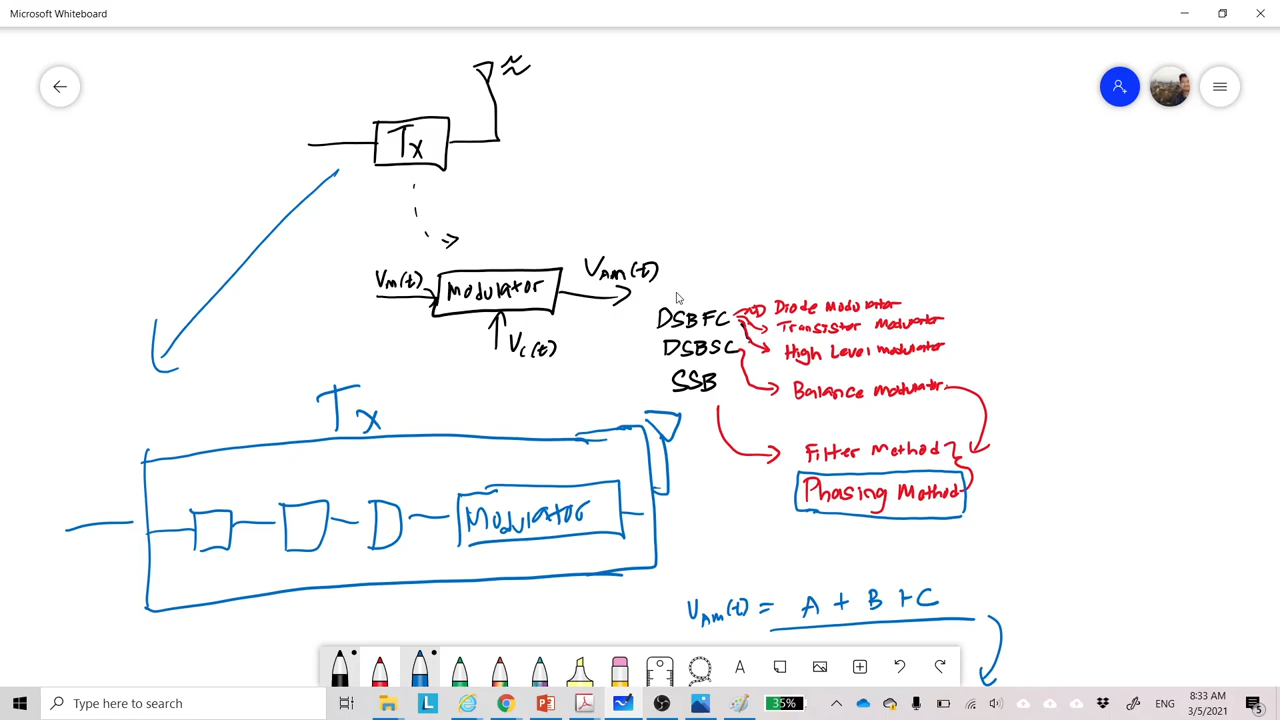 Microsoft Whiteboard
Tx
Vm(t)
Modulator
VAM(t)
Vc(t)
DSBFC
Diode Modulator
Transistor Modulator
DSBSC
High Level modulator
SSB
Balance modulator
Tx
Filter Method
Phasing Method
Modulator
VAM(t) = A + B + C
A
Type here to search
L
35%
ENG
8:33 AM
3/5/2021
5